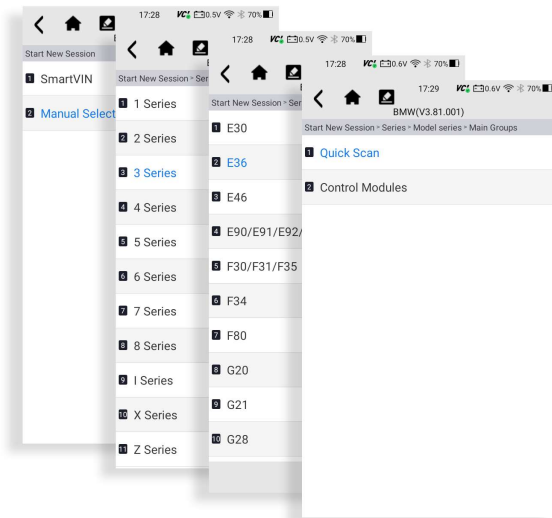 17:28 VCI 0.5V 70%
Start New Session
1 SmartVIN
2 Manual Select
17:28 VCI 0.5V 70%
Start New Session > Ser
1 1 Series
2 2 Series
3 3 Series
4 4 Series
5 5 Series
6 6 Series
7 7 Series
8 8 Series
9 I Series
10 X Series
11 Z Series
17:28 VCI 0.6V 70%
Start New Session > Ser
1 E30
2 E36
3 E46
4 E90/E91/E92/
5 F30/F31/F35
6 F34
7 F80
8 G20
9 G21
10 G28
17:29 VCI 0.6V 70%
BMW(V3.81.001)
Start New Session > Series > Model series > Main Groups
1 Quick Scan
2 Control Modules